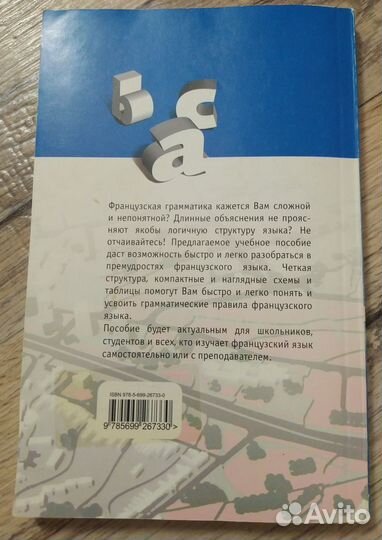 b
c
a
Французская грамматика кажется Вам сложной
и непонятной? Длинные объяснения не прояс-
няют якобы логичную структуру языка? Не
отчаивайтесь! Предлагаемое учебное пособие
даст возможность быстро и легко разобраться в
премудростях французского языка. Четкая
структура, компактные и наглядные схемы и
таблицы помогут Вам быстро и легко понять и
усвоить грамматические правила французского
языка.
Пособие будет актуальным для школьников,
студентов и всех, кто изучает французский язык
самостоятельно или с преподавателем.
ISBN 978-5-699-26733-0
9 785699 267330 >
Avito